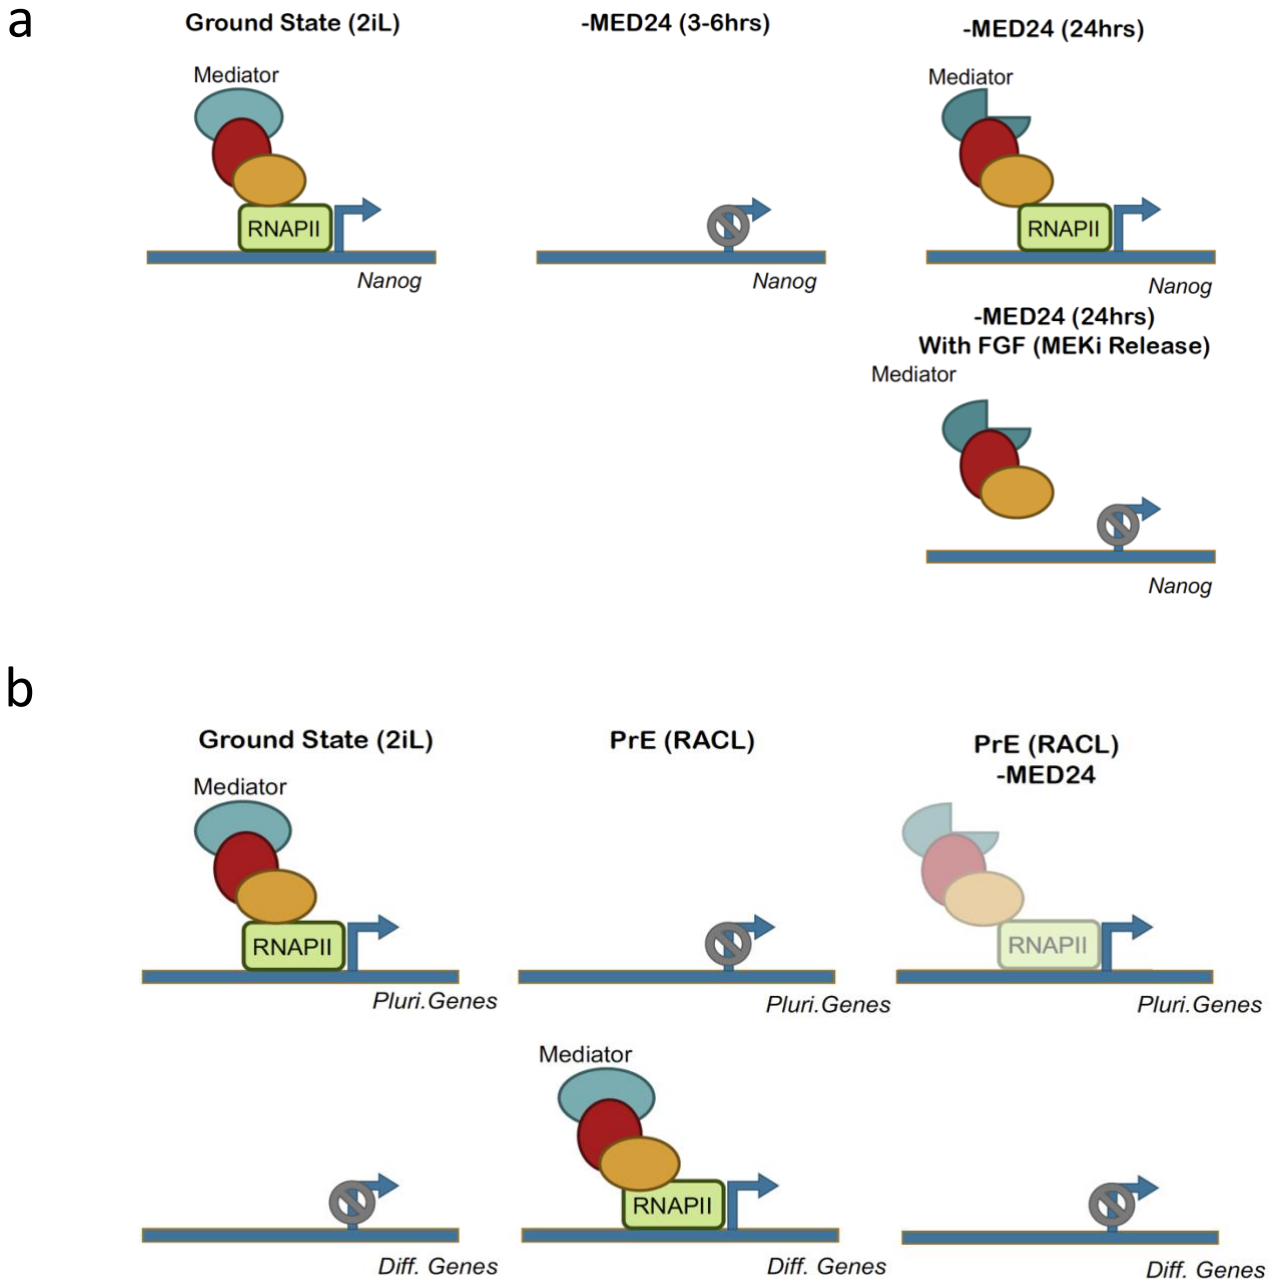 a
Ground State (2iL)
-MED24 (3-6hrs)
-MED24 (24hrs)
Mediator
Mediator
RNAPII
RNAPII
Nanog
Nanog
Nanog
-MED24 (24hrs)
With FGF (MEKi Release)
Mediator
Nanog
b
Ground State (2iL)
PrE (RACL)
PrE (RACL)
-MED24
Mediator
RNAPII
RNAPII
Pluri.Genes
Pluri.Genes
Pluri.Genes
Mediator
RNAPII
Diff. Genes
Diff. Genes
Diff. Genes